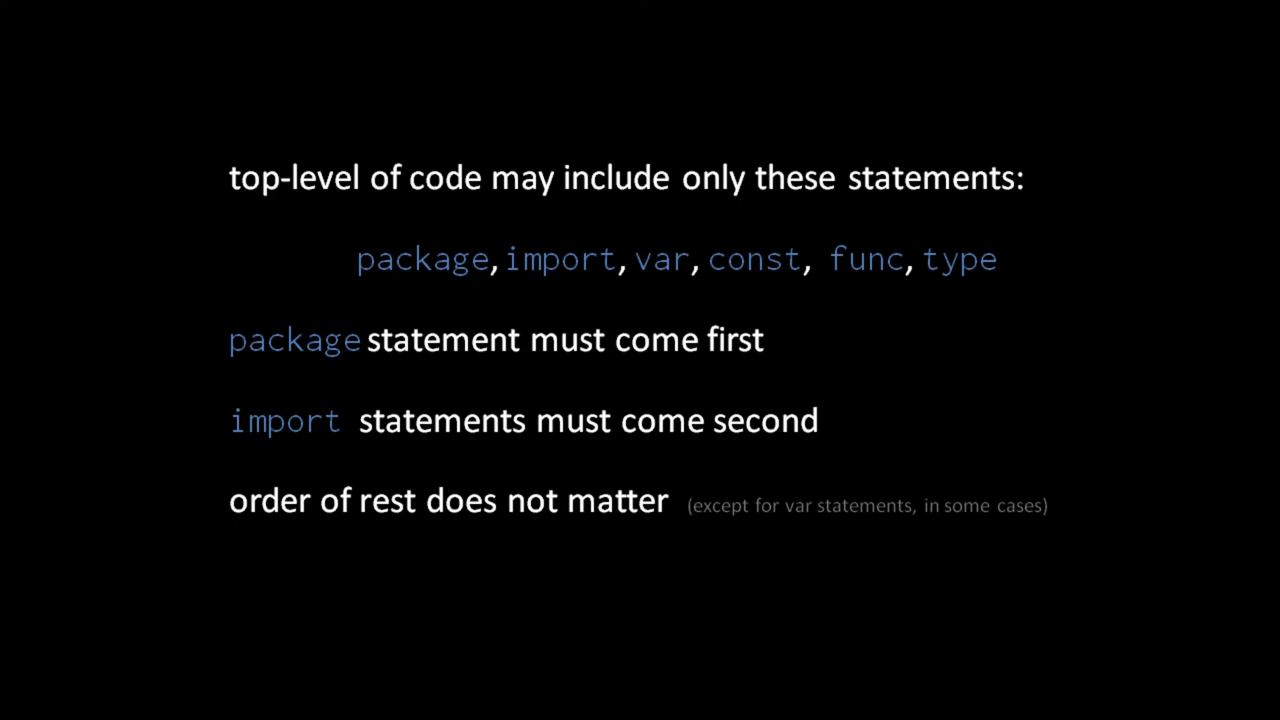 top-level of code may include only these statements:
package, import, var, const, func, type
package statement must come first
import statements must come second
order of rest does not matter (except for var statements, in some cases)